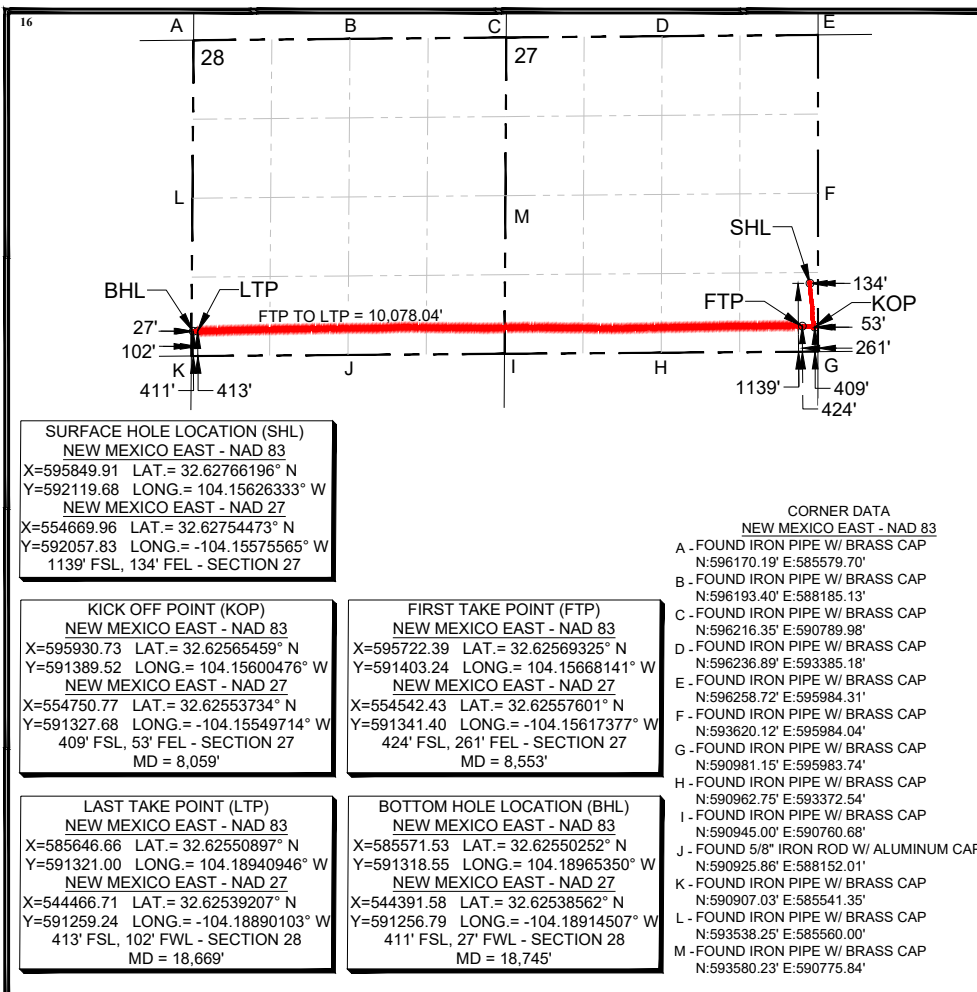 16
A
B
C
D
E
28
27
L
M
F
SHL
BHL
LTP
FTP
KOP
134'
FTP TO LTP = 10,078.04'
27'
53'
102'
261'
K
J
I
H
G
411'
413'
1139'
409'
424'
SURFACE HOLE LOCATION (SHL)
NEW MEXICO EAST - NAD 83
X=595849.91 LAT.= 32.62766196° N
Y=592119.68 LONG.= 104.15626333° W
NEW MEXICO EAST - NAD 27
X=554669.96 LAT.= 32.62754473° N
Y=592057.83 LONG.= -104.15575565° W
1139' FSL, 134' FEL - SECTION 27
KICK OFF POINT (KOP)
NEW MEXICO EAST - NAD 83
X=595930.73 LAT.= 32.62565459° N
Y=591389.52 LONG.= 104.15600476° W
NEW MEXICO EAST - NAD 27
X=554750.77 LAT.= 32.62553734° N
Y=591327.68 LONG.= -104.15549714° W
409' FSL, 53' FEL - SECTION 27
MD = 8,059'
FIRST TAKE POINT (FTP)
NEW MEXICO EAST - NAD 83
X=595722.39 LAT.= 32.62569325° N
Y=591403.24 LONG.= 104.15668141° W
NEW MEXICO EAST - NAD 27
X=554542.43 LAT.= 32.62557601° N
Y=591341.40 LONG.= -104.15617377° W
424' FSL, 261' FEL - SECTION 27
MD = 8,553'
LAST TAKE POINT (LTP)
NEW MEXICO EAST - NAD 83
X=585646.66 LAT.= 32.62550897° N
Y=591321.00 LONG.= 104.18940946° W
NEW MEXICO EAST - NAD 27
X=544466.71 LAT.= 32.62539207° N
Y=591259.24 LONG.= -104.18890103° W
413' FSL, 102' FWL - SECTION 28
MD = 18,669'
BOTTOM HOLE LOCATION (BHL)
NEW MEXICO EAST - NAD 83
X=585571.53 LAT.= 32.62550252° N
Y=591318.55 LONG.= 104.18965350° W
NEW MEXICO EAST - NAD 27
X=544391.58 LAT.= 32.62538562° N
Y=591256.79 LONG.= -104.18914507° W
411' FSL, 27' FWL - SECTION 28
MD = 18,745'
CORNER DATA
NEW MEXICO EAST - NAD 83
A - FOUND IRON PIPE W/ BRASS CAP
N:596170.19' E:585579.70'
B - FOUND IRON PIPE W/ BRASS CAP
N:596193.40' E:588185.13'
C - FOUND IRON PIPE W/ BRASS CAP
N:596216.35' E:590789.98'
D - FOUND IRON PIPE W/ BRASS CAP
N:596236.89' E:593385.18'
E - FOUND IRON PIPE W/ BRASS CAP
N:596258.72' E:595984.31'
F - FOUND IRON PIPE W/ BRASS CAP
N:593620.12' E:595984.04'
G - FOUND IRON PIPE W/ BRASS CAP
N:590981.15' E:595983.74'
H - FOUND IRON PIPE W/ BRASS CAP
N:590962.75' E:593372.54'
I - FOUND IRON PIPE W/ BRASS CAP
N:590945.00' E:590760.68'
J - FOUND 5/8" IRON ROD W/ ALUMINUM CAP
N:590925.86' E:588152.01'
K - FOUND IRON PIPE W/ BRASS CAP
N:590907.03' E:585541.35'
L - FOUND IRON PIPE W/ BRASS CAP
N:593538.25' E:585560.00'
M - FOUND IRON PIPE W/ BRASS CAP
N:593580.23' E:590775.84'